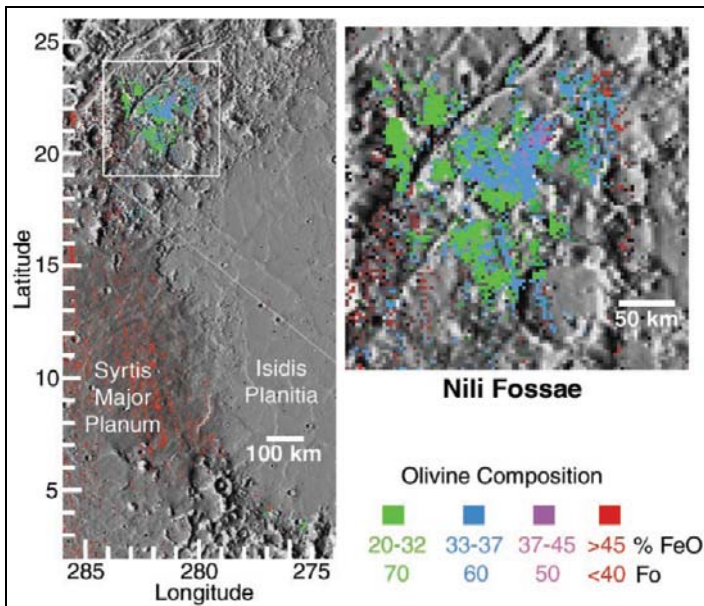 25
20
15
10
5
Latitude
285
280
275
Longitude
Syrtis
Major
Planum
Isidis
Planitia
100 km
50 km
Nili Fossae
Olivine Composition
20-32 33-37 37-45 >45 % FeO
70 60 50 <40 Fo